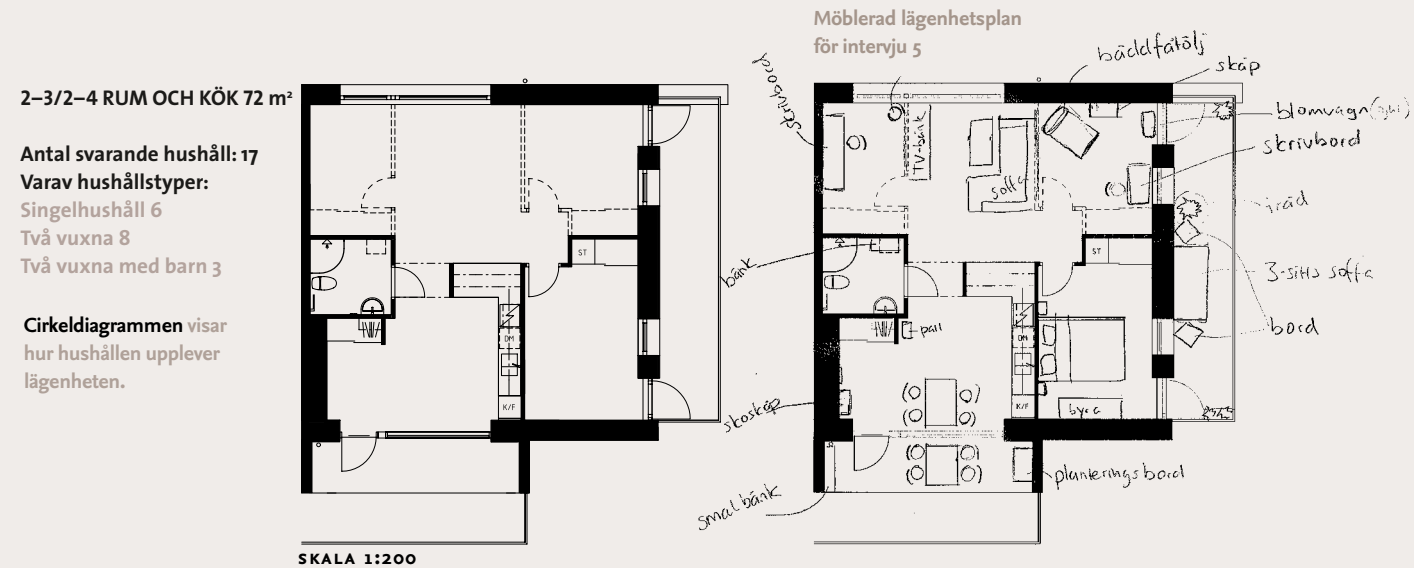 Möblerad lägenhetsplan
för intervju 5
2–3/2–4 RUM OCH KÖK 72 m²
Antal svarande hushåll: 17
Varav hushållstyper:
Singelhushåll 6
Två vuxna 8
Två vuxna med barn 3
Cirkeldiagrammen visar
hur hushållen upplever
lägenheten.
ST
DM
K/F
SKALA 1:200
skrivbord
bäddfåtölj
skåp
blomvagn
skrivbord
TV-bänk
soffa
träd
bänk
ST
3-sits soffa
pall
DM
bord
K/F
byrå
skoskåp
planteringsbord
smal bänk